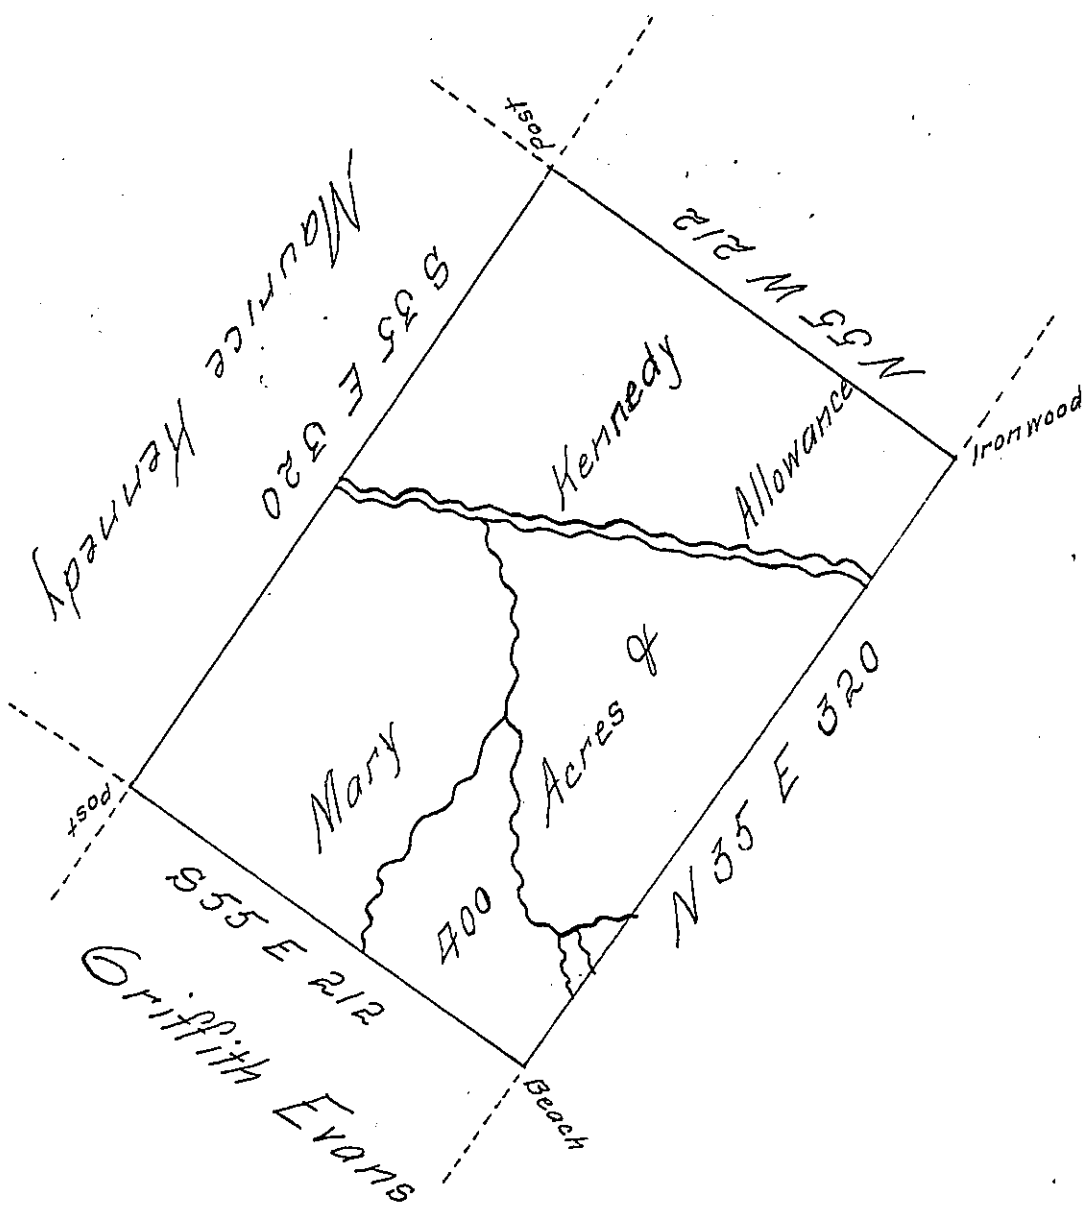 Post
N 55 W 212
Ironwood
Maurice Kennedy
S 35 E 320
Mary Kennedy
400 Acres & Allowance
N 35 E 320
Post
S 55 E 212
Griffith Evans
Beach